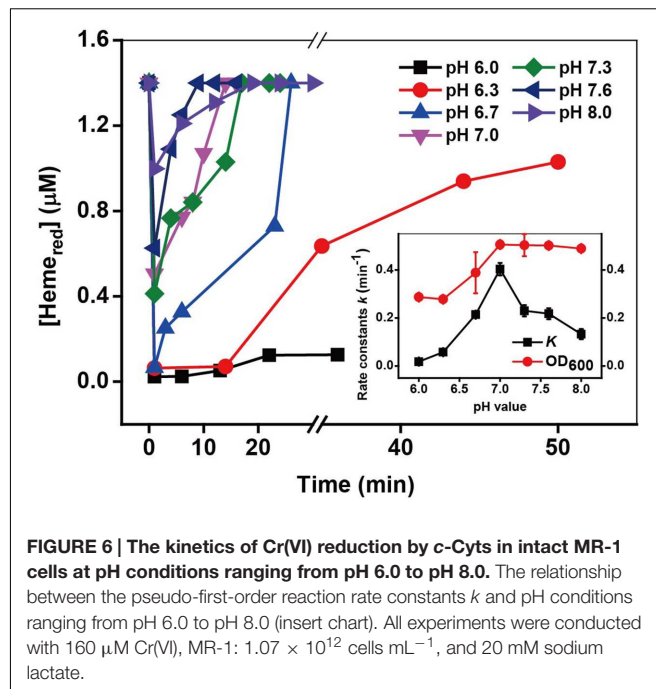 1.6
1.2
0.8
0.4
0.0
[Heme_red] (μM)
pH 6.0
pH 6.3
pH 6.7
pH 7.0
pH 7.3
pH 7.6
pH 8.0
Rate constants k (min⁻¹)
0.4
0.2
0.0
0.4
0.2
0.0
K
OD₆₀₀
6.0 6.5 7.0 7.5 8.0
pH value
0 10 20 40 50
Time (min)
FIGURE 6 | The kinetics of Cr(VI) reduction by c-Cyts in intact MR-1
cells at pH conditions ranging from pH 6.0 to pH 8.0. The relationship
between the pseudo-first-order reaction rate constants k and pH conditions
ranging from pH 6.0 to pH 8.0 (insert chart). All experiments were conducted
with 160 μM Cr(VI), MR-1: 1.07 × 10¹² cells mL⁻¹, and 20 mM sodium
lactate.